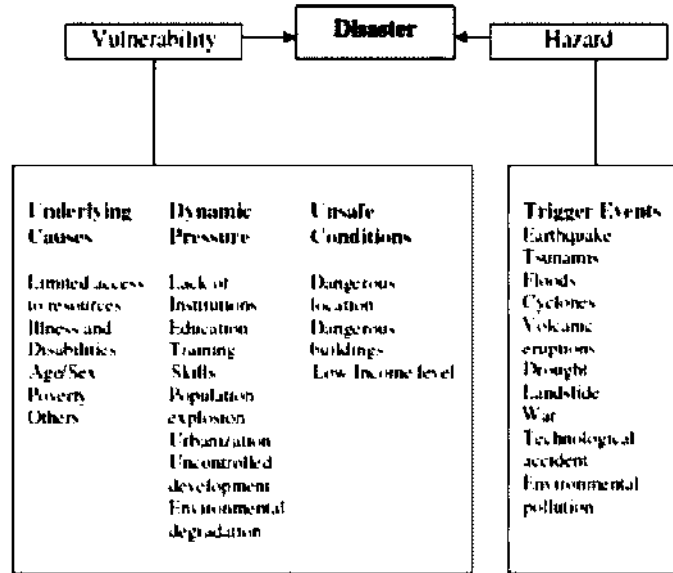 Vulnerability
Disaster
Hazard
Underlying
Causes
Limited access
to resources
Illness and
Disabilities
Age/Sex
Poverty
Others
Dynamic
Pressure
Lack of
Institutions
Education
Training
Skills
Population
explosion
Urbanization
Uncontrolled
development
Environmental
degradation
Unsafe
Conditions
Dangerous
location
Dangerous
buildings
Low Income level
Trigger Events
Earthquake
Tsunamis
Floods
Cyclones
Volcanic
eruptions
Drought
Landslide
War
Technological
accident
Environmental
pollution